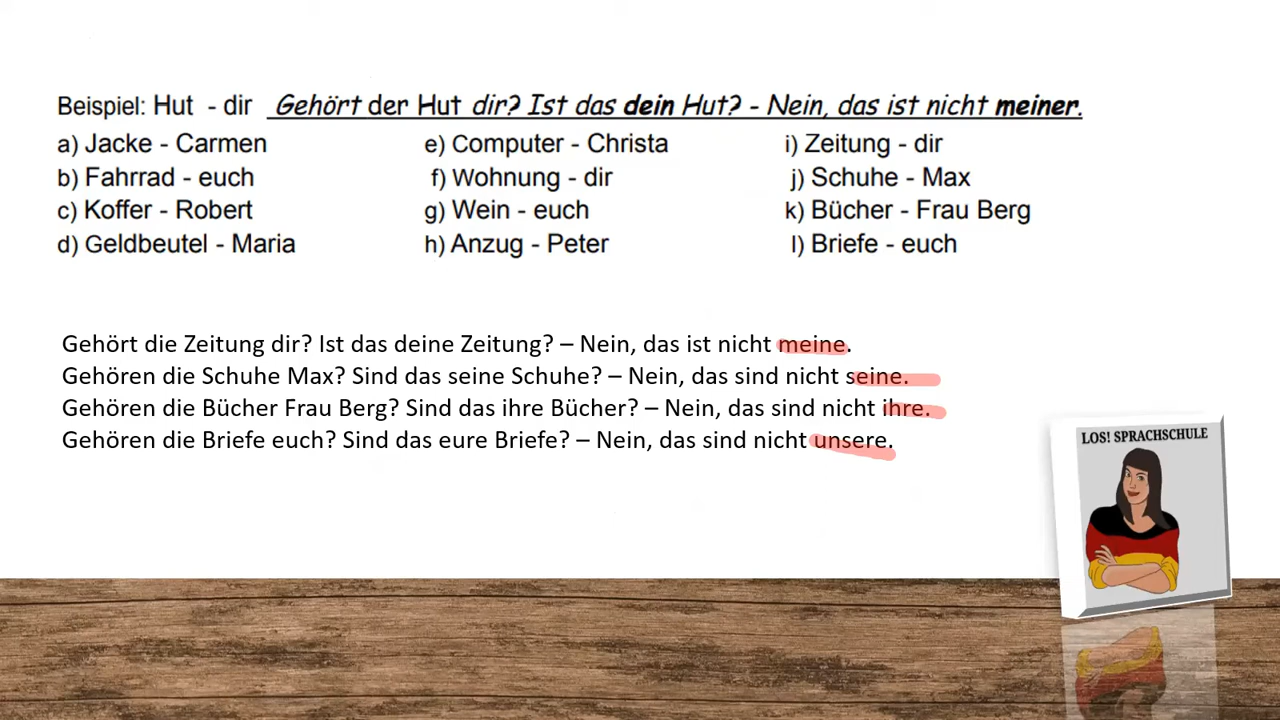 Beispiel: Hut - dir Gehört der Hut dir? Ist das dein Hut? - Nein, das ist nicht meiner.
a) Jacke - Carmen
b) Fahrrad - euch
c) Koffer - Robert
d) Geldbeutel - Maria
e) Computer - Christa
f) Wohnung - dir
g) Wein - euch
h) Anzug - Peter
i) Zeitung - dir
j) Schuhe - Max
k) Bücher - Frau Berg
l) Briefe - euch
Gehört die Zeitung dir? Ist das deine Zeitung? – Nein, das ist nicht meine.
Gehören die Schuhe Max? Sind das seine Schuhe? – Nein, das sind nicht seine.
Gehören die Bücher Frau Berg? Sind das ihre Bücher? – Nein, das sind nicht ihre.
Gehören die Briefe euch? Sind das eure Briefe? – Nein, das sind nicht unsere.
LOS! SPRACHSCHULE